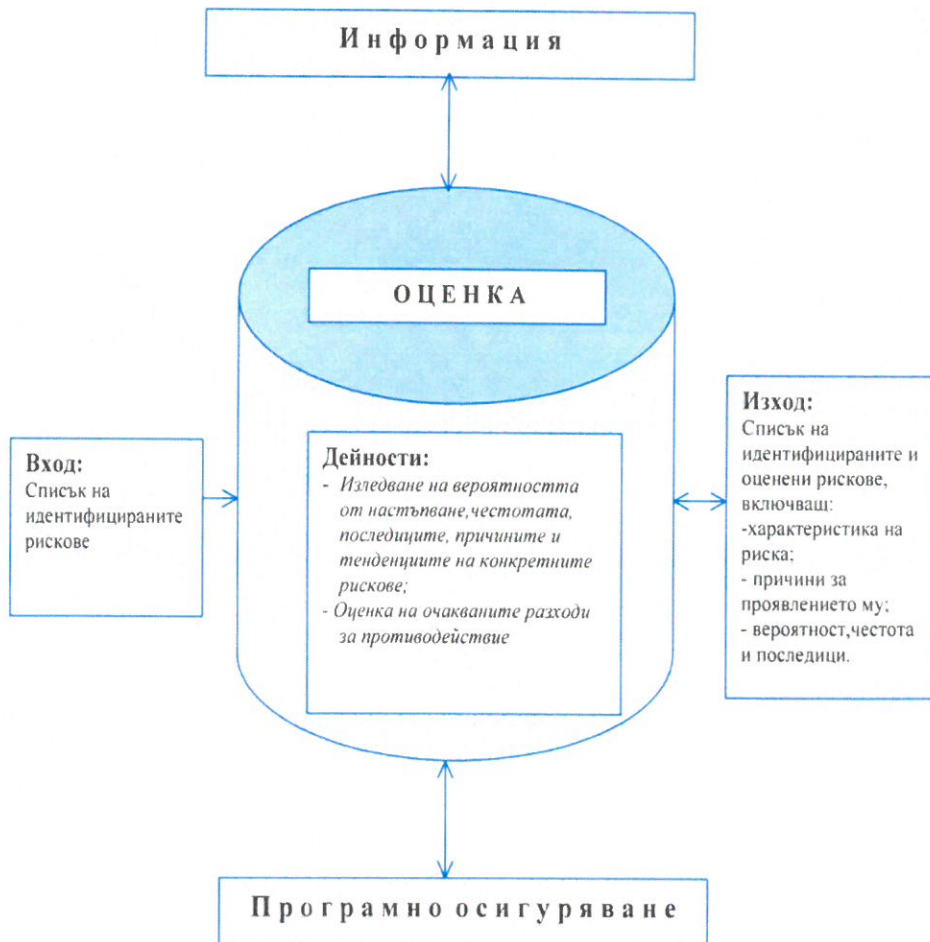 Информация
ОЦЕНКА
Вход:
Списък на
идентифицираните
рискове
Дейности:
- Изледване на вероятността
от настъпване,честотата,
последиците, причините и
тенденциите на конкретните
рискове;
- Оценка на очакваните разходи
за противодействие
Изход:
Списък на
идентифицираните и
оценени рискове,
включващ:
-характеристика на
риска;
- причини за
проявлението му;
- вероятност,честота
и последици.
Програмно осигуряване